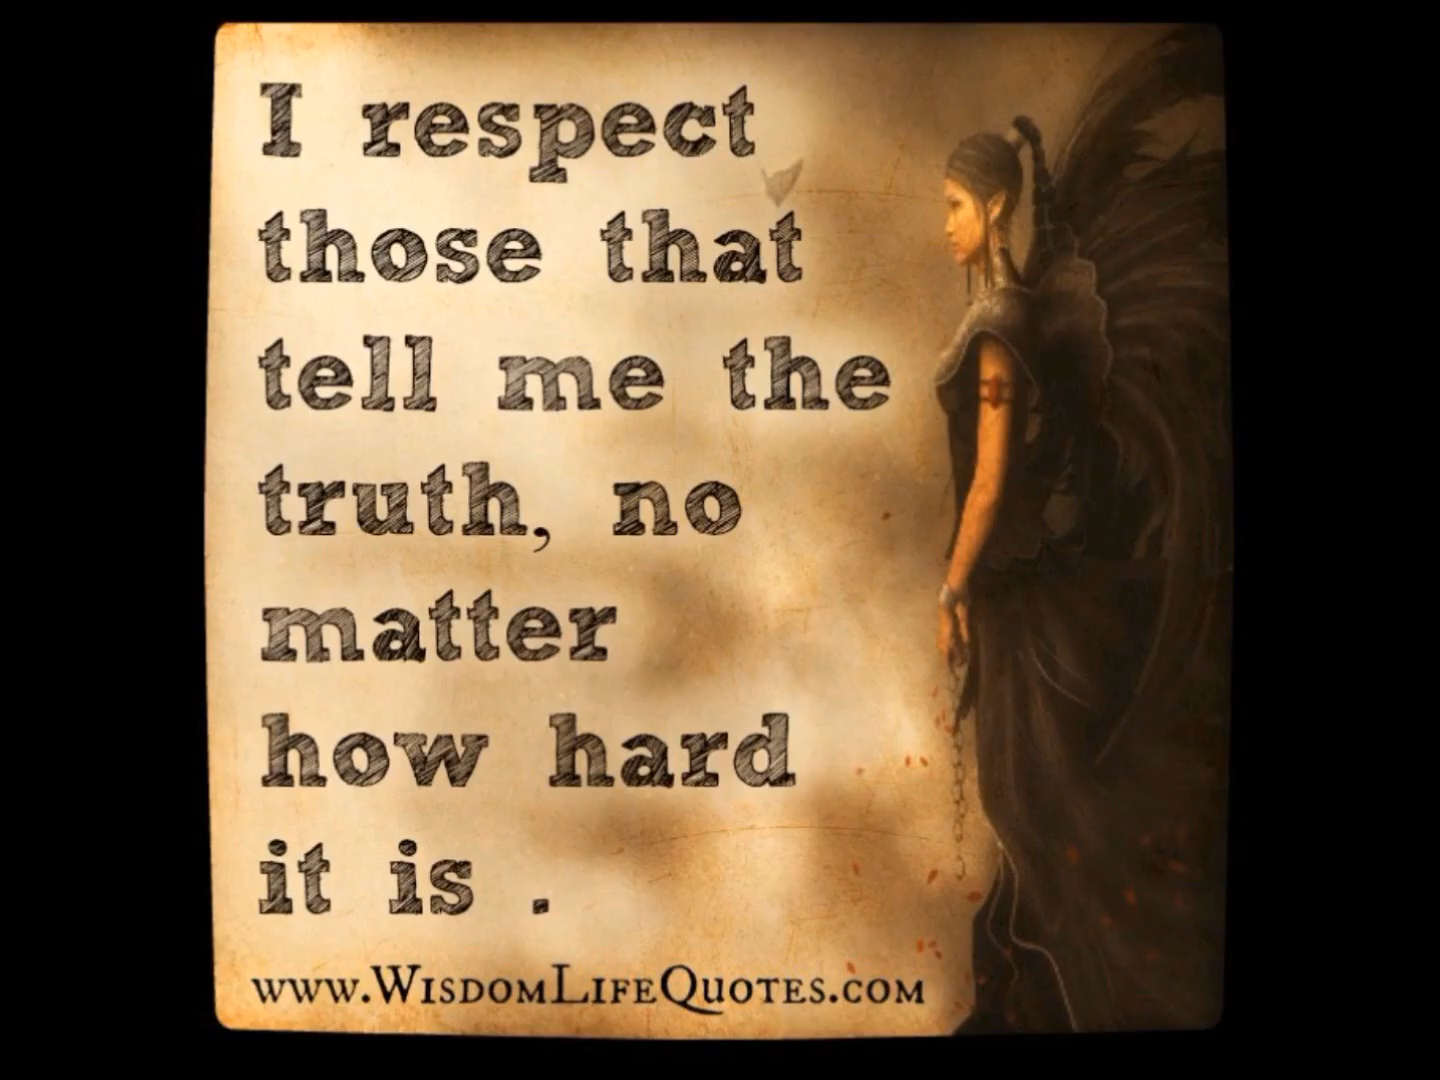 I respect
those that
tell me the
truth, no
matter
how hard
it is .
www.WisdomLifeQuotes.com